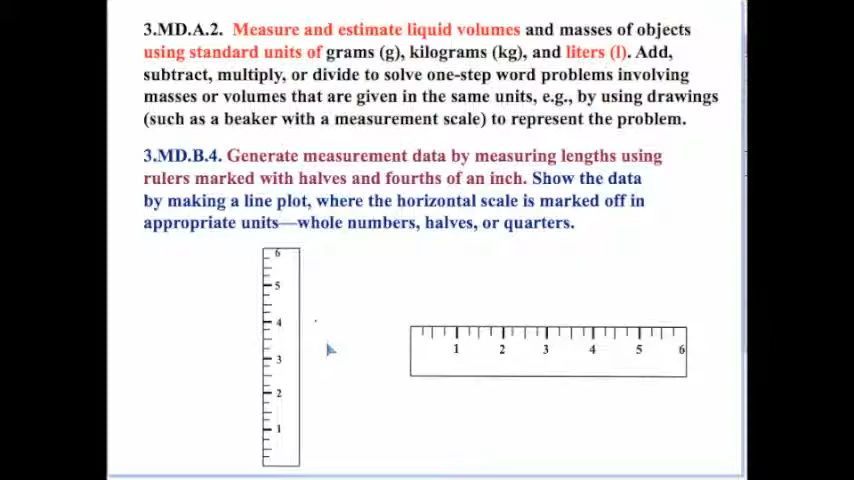 3.MD.A.2. Measure and estimate liquid volumes and masses of objects
using standard units of grams (g), kilograms (kg), and liters (l). Add,
subtract, multiply, or divide to solve one-step word problems involving
masses or volumes that are given in the same units, e.g., by using drawings
(such as a beaker with a measurement scale) to represent the problem.
3.MD.B.4. Generate measurement data by measuring lengths using
rulers marked with halves and fourths of an inch. Show the data
by making a line plot, where the horizontal scale is marked off in
appropriate units—whole numbers, halves, or quarters.
6
5
4
3
2
1
1 2 3 4 5 6